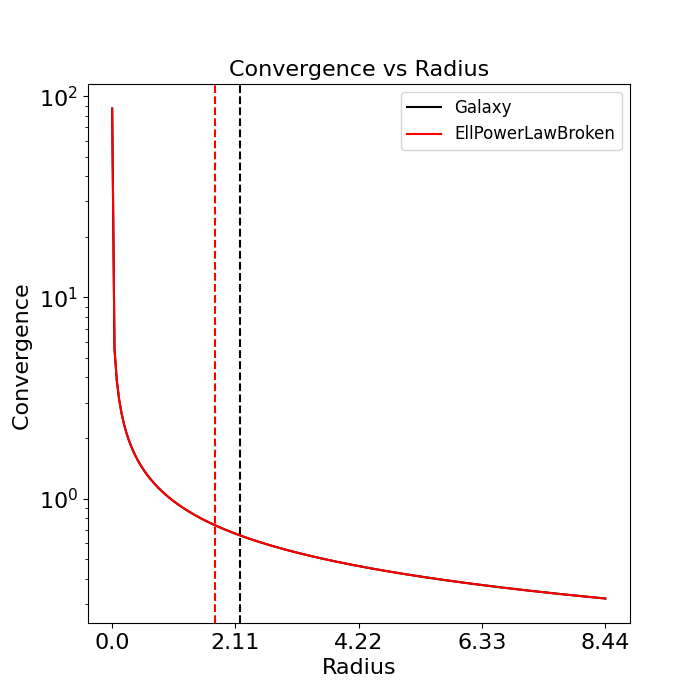 Convergence vs Radius
Galaxy
EllPowerLawBroken
Convergence
10²
10¹
10⁰
0.0 2.11 4.22 6.33 8.44
Radius